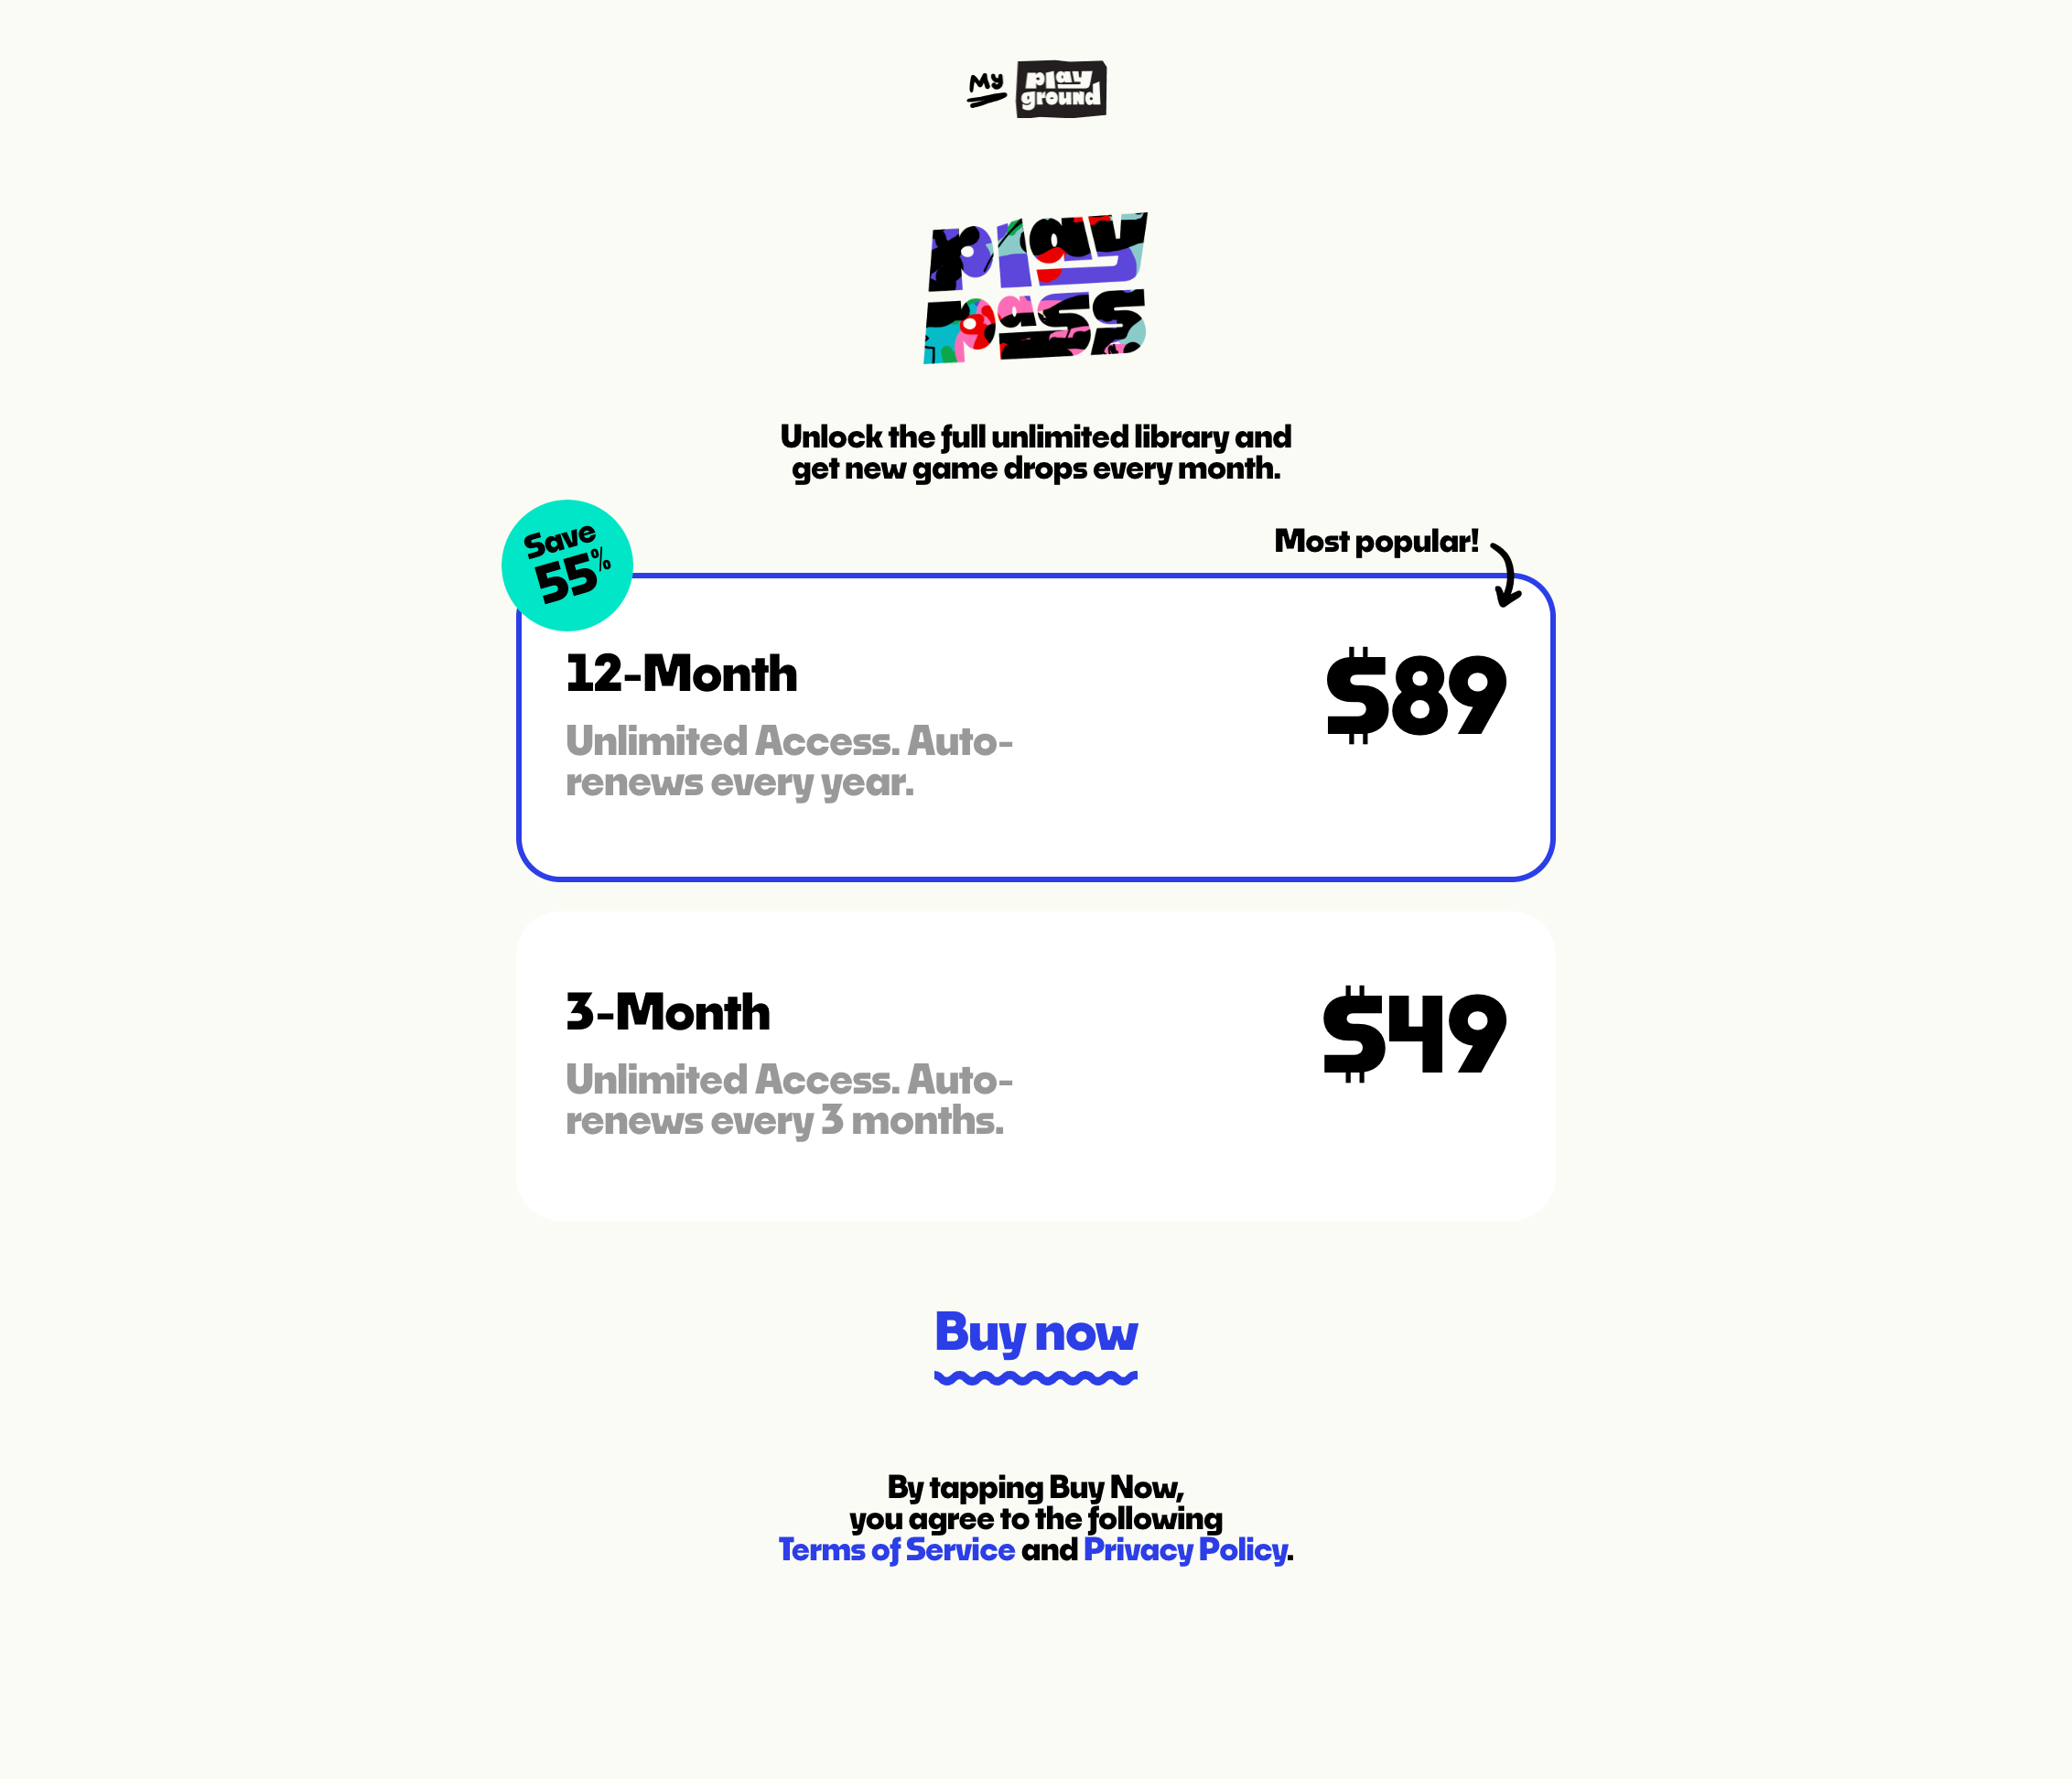 My
play
ground
play
pass
Unlock the full unlimited library and
get new game drops every month.
Save
55%
Most popular!
12-Month
$89
Unlimited Access. Auto-
renews every year.
3-Month
$49
Unlimited Access. Auto-
renews every 3 months.
Buy now
By tapping Buy Now,
you agree to the following
Terms of Service and Privacy Policy.